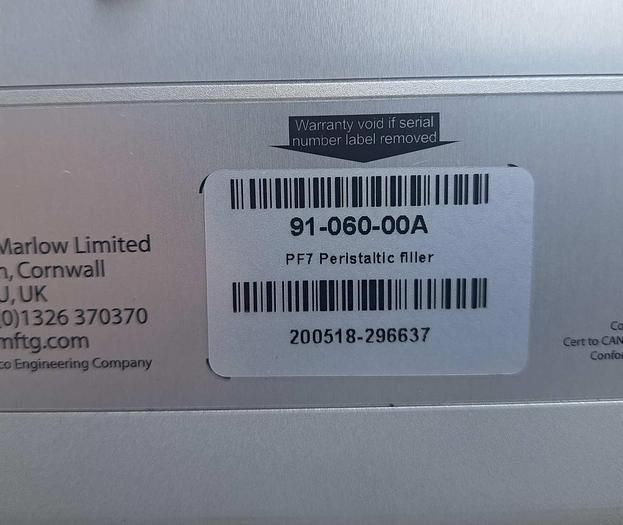 Warranty void if serial
number label removed
91-060-00A
PF7 Peristaltic filler
200518-296637
Marlow Limited
n, Cornwall
J, UK
0)1326 370370
mftg.com
co Engineering Company
Co
Cert to CAN
Confo